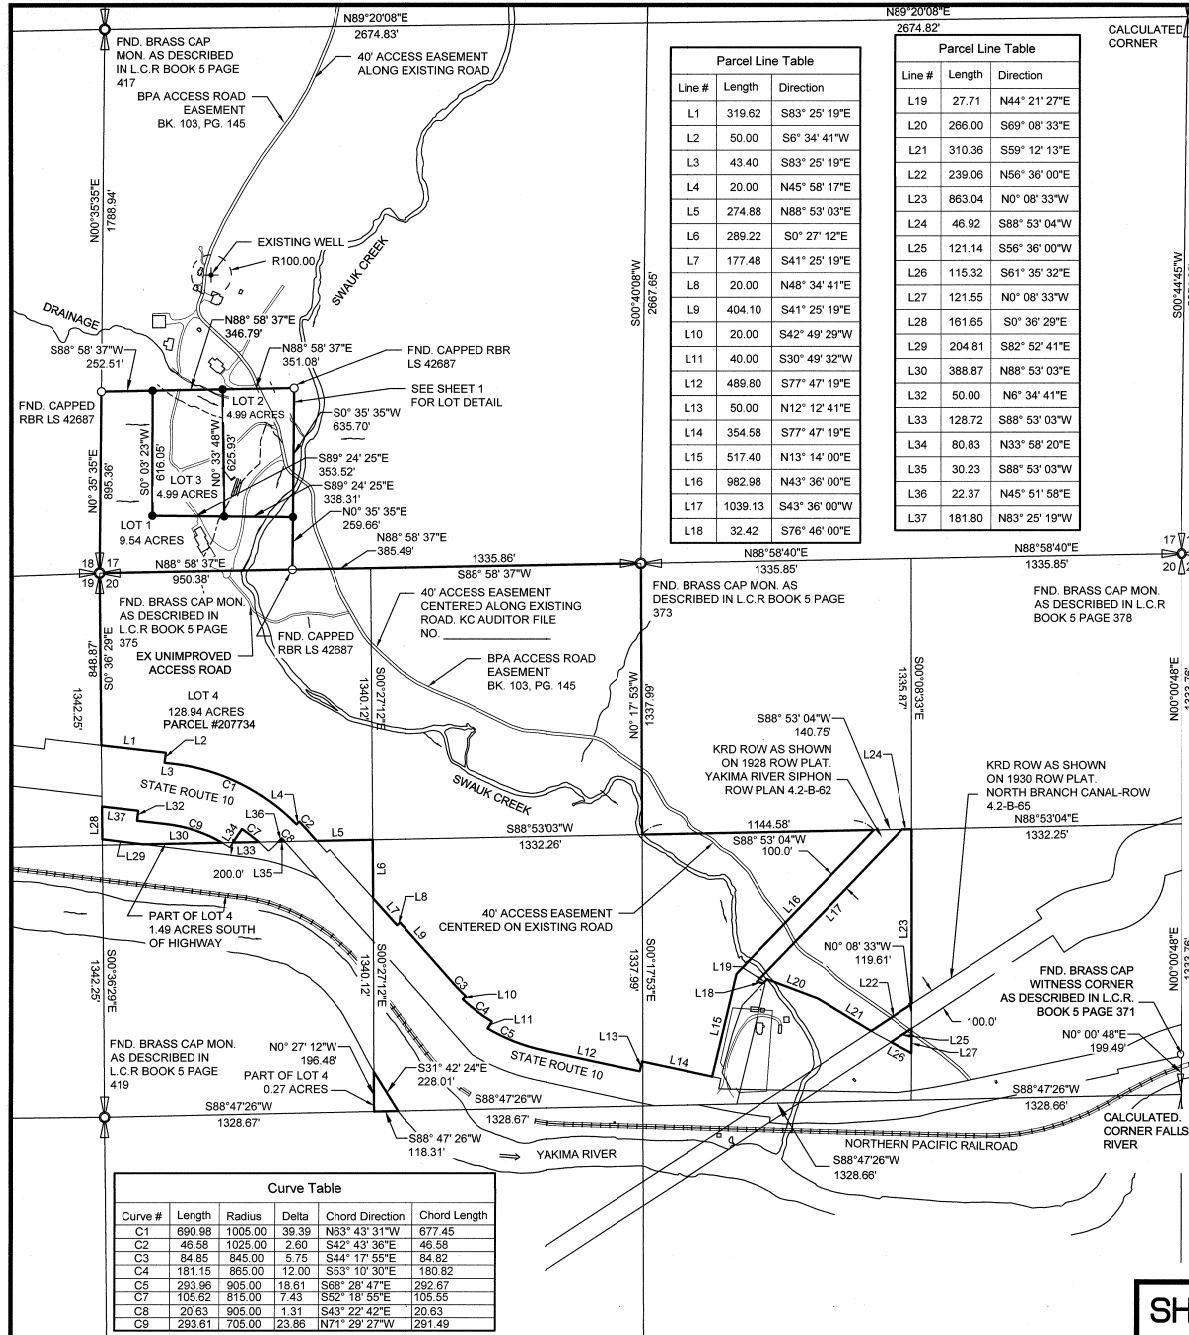 N89°20'08"E
2674.83'
N89°20'08"E
2674.82'
CALCULATED
CORNER
FND. BRASS CAP
MON. AS DESCRIBED
IN L.C.R BOOK 5 PAGE
417
40' ACCESS EASEMENT
ALONG EXISTING ROAD
BPA ACCESS ROAD
EASEMENT
BK. 103, PG. 145
N00°35'35"E
1788.94'
EXISTING WELL
R100.00'
SWAUK CREEK
DRAINAGE
N88° 58' 37"E
346.79'
S88° 58' 37"W
252.51'
N88° 58' 37"E
351.08'
FND. CAPPED RBR
LS 42687
SEE SHEET 1
FOR LOT DETAIL
FND. CAPPED
RBR LS 42687
LOT 2
4.99 ACRES
S0° 35' 35"W
635.70'
N0° 35' 35"E
895.36'
S0° 03' 23"W
616.05'
N0° 33' 48"W
625.93'
S89° 24' 25"E
353.52'
S89° 24' 25"E
338.31'
LOT 3
4.99 ACRES
N0° 35' 35"E
259.66'
LOT 1
9.54 ACRES
N88° 58' 37"E
385.49'
S00°40'08"W
2667.65'
S00°44'45"W
Parcel Line Table
Line # Length Direction
L1 319.62 S83° 25' 19"E
L2 50.00 S6° 34' 41"W
L3 43.40 S83° 25' 19"E
L4 20.00 N45° 58' 17"E
L5 274.88 N88° 53' 03"E
L6 289.22 S0° 27' 12"E
L7 177.48 S41° 25' 19"E
L8 20.00 N48° 34' 41"E
L9 404.10 S41° 25' 19"E
L10 20.00 S42° 49' 29"W
L11 40.00 S30° 49' 32"W
L12 489.80 S77° 47' 19"E
L13 50.00 N12° 12' 41"E
L14 354.58 S77° 47' 19"E
L15 517.40 N13° 14' 00"E
L16 982.98 N43° 36' 00"E
L17 1039.13 S43° 36' 00"W
L18 32.42 S76° 46' 00"E
Parcel Line Table
Line # Length Direction
L19 27.71 N44° 21' 27"E
L20 266.00 S69° 08' 33"E
L21 310.36 S59° 12' 13"E
L22 239.06 N56° 36' 00"E
L23 863.04 N0° 08' 33"W
L24 46.92 S88° 53' 04"W
L25 121.14 S56° 36' 00"W
L26 115.32 S61° 35' 32"E
L27 121.55 N0° 08' 33"W
L28 161.65 S0° 36' 29"E
L29 204.81 S82° 52' 41"E
L30 388.87 N88° 53' 03"E
L32 50.00 N6° 34' 41"E
L33 128.72 S88° 53' 03"W
L34 80.83 N33° 58' 20"E
L35 30.23 S88° 53' 03"W
L36 22.37 N45° 51' 58"E
L37 181.80 N83° 25' 19"W
18 17
19 20
N88° 58' 37"E
950.38'
1335.86'
S86° 58' 37"W
N88°58'40"E
1335.85'
N88°58'40"E
1335.85'
17
20
FND. BRASS CAP MON.
AS DESCRIBED IN
L.C.R BOOK 5 PAGE
375
EX UNIMPROVED
ACCESS ROAD
FND. CAPPED
RBR LS 42687
40' ACCESS EASEMENT
CENTERED ALONG EXISTING
ROAD. KC AUDITOR FILE
NO.
BPA ACCESS ROAD
EASEMENT
BK. 103, PG. 145
FND. BRASS CAP MON. AS
DESCRIBED IN L.C.R BOOK 5 PAGE
373
FND. BRASS CAP MON.
AS DESCRIBED IN L.C.R
BOOK 5 PAGE 378
S0° 36' 29"E
848.87'
1342.25'
LOT 4
128.94 ACRES
PARCEL #207734
S00°27'12"E
1340.12'
N0° 17' 53"W
1337.99'
S00°08'33"E
1335.87'
N00°00'48"E
1333.76'
S88° 53' 04"W
140.75'
KRD ROW AS SHOWN
ON 1928 ROW PLAT.
YAKIMA RIVER SIPHON
ROW PLAN 4.2-B-62
L24
KRD ROW AS SHOWN
ON 1930 ROW PLAT.
NORTH BRANCH CANAL-ROW
4.2-B-65
N88°53'04"E
1332.25'
L1
L2
L3
C1
STATE ROUTE 10
L4
C2
L5
SWAUK CREEK
L37
L32
C9
L36
L34
C7
C8
L28
L30
L33
L29
200.0'
L35
S88°53'03"W
1332.26'
1144.58'
S88° 53' 04"W
100.0'
PART OF LOT 4
1.49 ACRES SOUTH
OF HIGHWAY
L6
L7
L8
L9
40' ACCESS EASEMENT
CENTERED ON EXISTING
ROAD
L16
L17
L23
N0° 08' 33"W
119.61'
S00°36'29"E
1342.25'
S00°27'12"E
1340.12'
S00°17'53"E
1337.99'
N00°00'48"E
1333.76'
L19
L18
L20
L21
L22
FND. BRASS CAP
WITNESS CORNER
AS DESCRIBED IN L.C.R.
BOOK 5 PAGE 371
C3
L10
C4
L11
C5
100.0'
L25
L27
L26
N0° 00' 48"E
199.49'
L12
L13
L14
L15
STATE ROUTE 10
FND. BRASS CAP MON.
AS DESCRIBED IN
L.C.R BOOK 5 PAGE
419
N0° 27' 12"W
196.48'
PART OF LOT 4
0.27 ACRES
S31° 42' 24"E
228.01'
S88°47'26"W
1328.67'
S88°47'26"W
1328.67'
S88°47'26"W
1328.66'
S88° 47' 26"W
118.31'
YAKIMA RIVER
NORTHERN PACIFIC RAILROAD
S88°47'26"W
1328.66'
CALCULATED.
CORNER FALLS
RIVER
Curve Table
Curve # Length Radius Delta Chord Direction Chord Length
C1 690.98 1005.00 39.39 N63° 43' 31"W 677.45
C2 46.58 1025.00 2.60 S42° 43' 36"E 46.58
C3 84.85 845.00 5.75 S44° 17' 55"E 84.82
C4 181.15 865.00 12.00 S53° 10' 30"E 180.82
C5 293.96 905.00 18.61 S68° 28' 47"E 292.67
C7 105.62 815.00 7.43 S52° 18' 55"E 105.55
C8 20.63 905.00 1.31 S43° 22' 42"E 20.63
C9 293.61 705.00 23.86 N71° 29' 27"W 291.49
SH